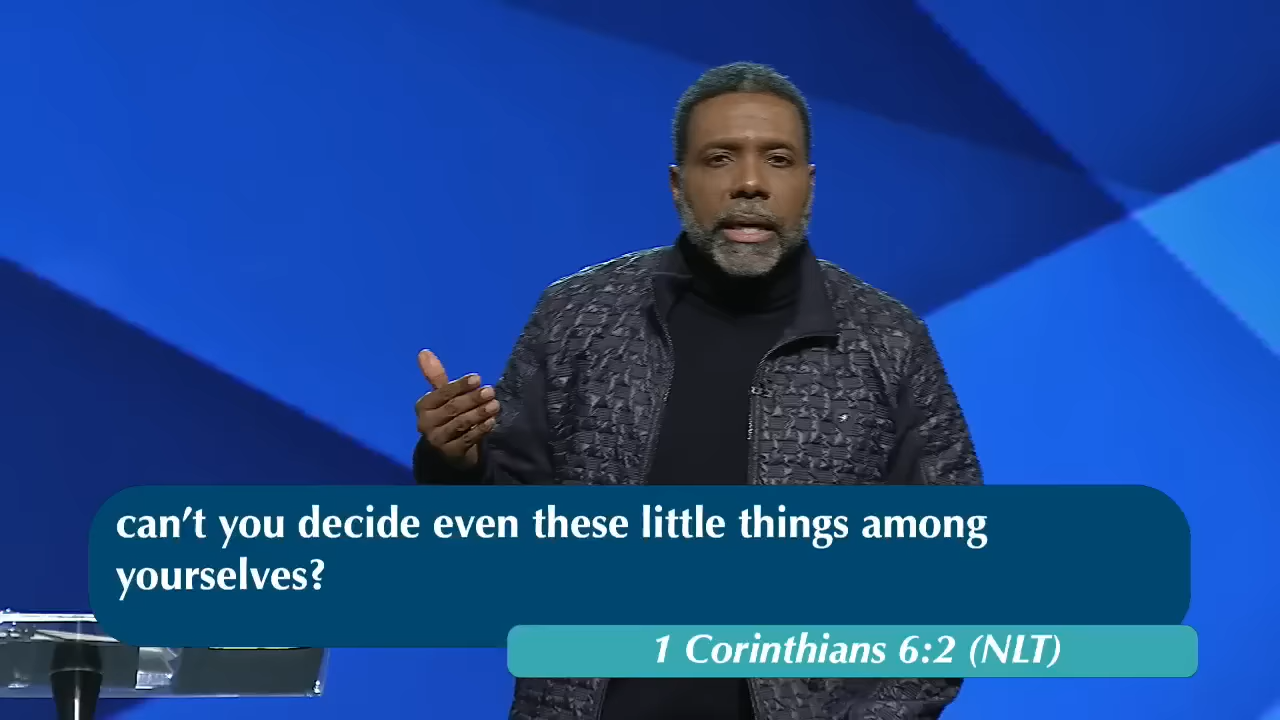 can’t you decide even these little things among
yourselves?
1 Corinthians 6:2 (NLT)